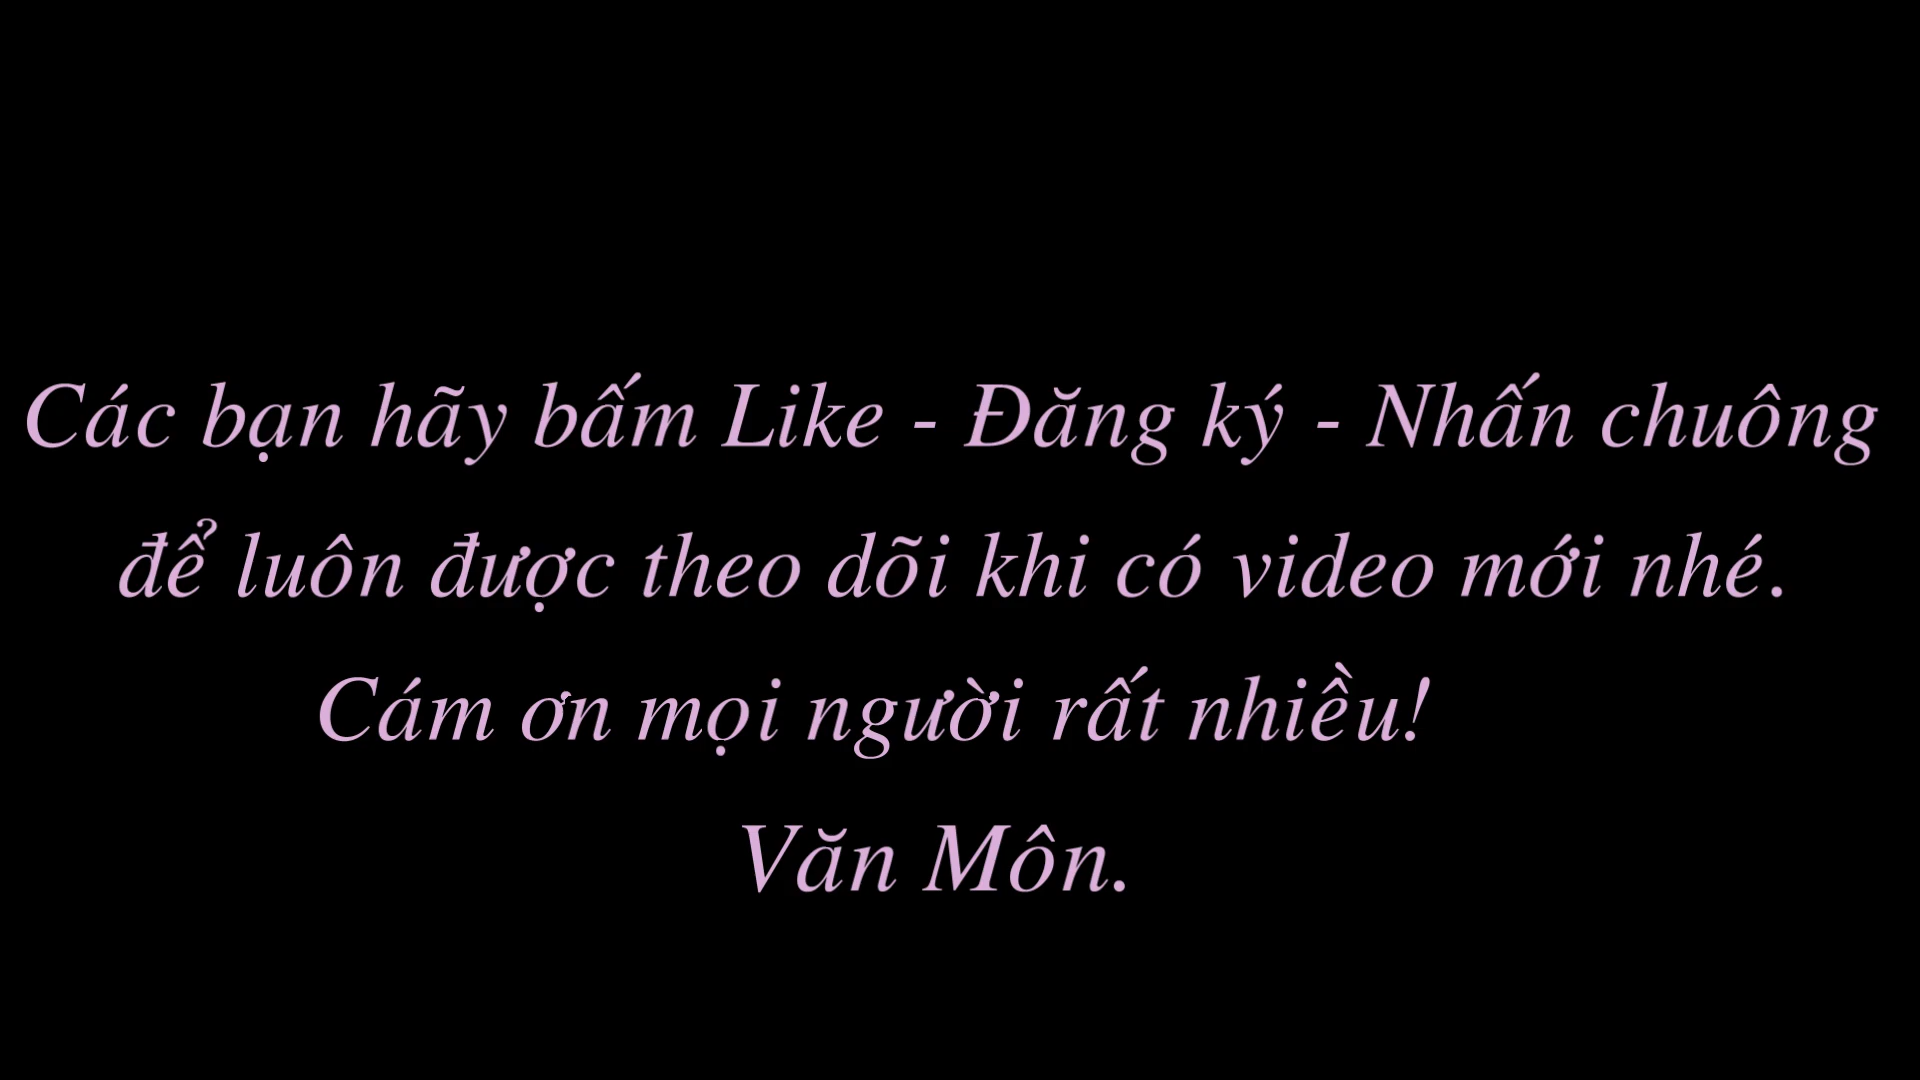 Các bạn hãy bấm Like - Đăng ký - Nhấn chuông
để luôn được theo dõi khi có video mới nhé.
Cám ơn mọi người rất nhiều!
Văn Môn.